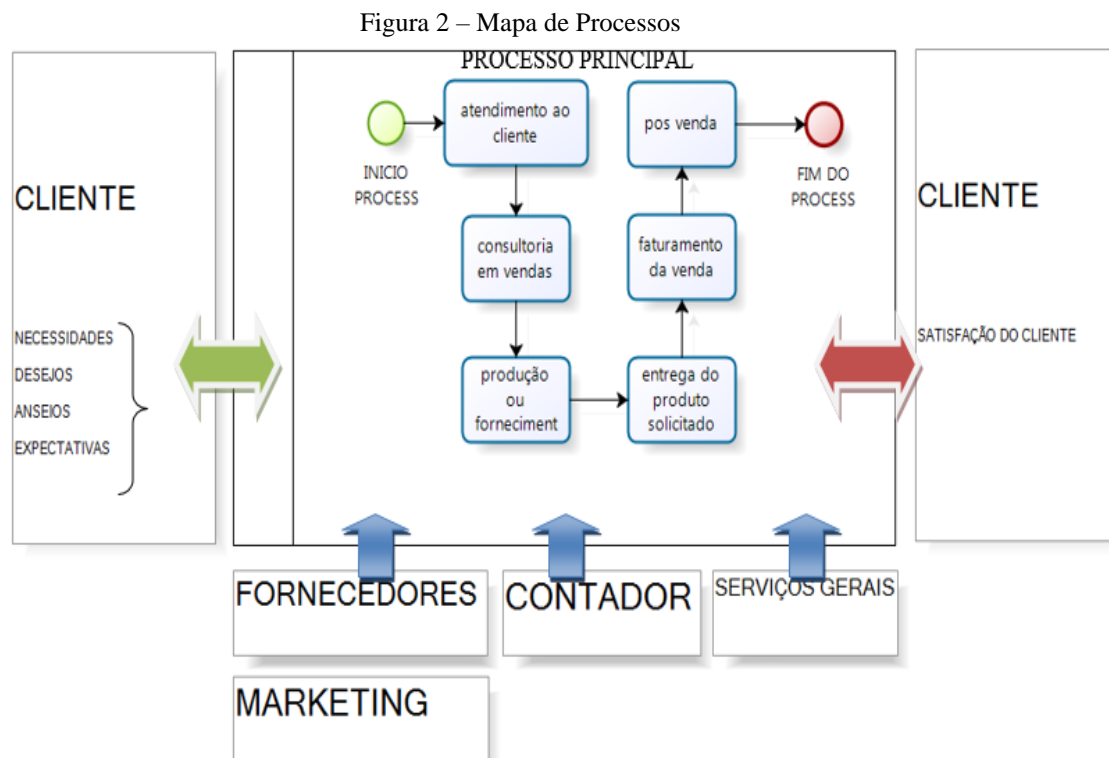 Figura 2 – Mapa de Processos
PROCESSO PRINCIPAL
CLIENTE
NECESSIDADES
DESEJOS
ANSEIOS
EXPECTATIVAS
INICIO
PROCESS
atendimento ao
cliente
consultoria
em vendas
produção
ou
forneciment
entrega do
produto
solicitado
faturamento
da venda
pos venda
FIM DO
PROCESS
CLIENTE
SATISFAÇÃO DO CLIENTE
FORNECEDORES
CONTADOR
SERVIÇOS GERAIS
MARKETING